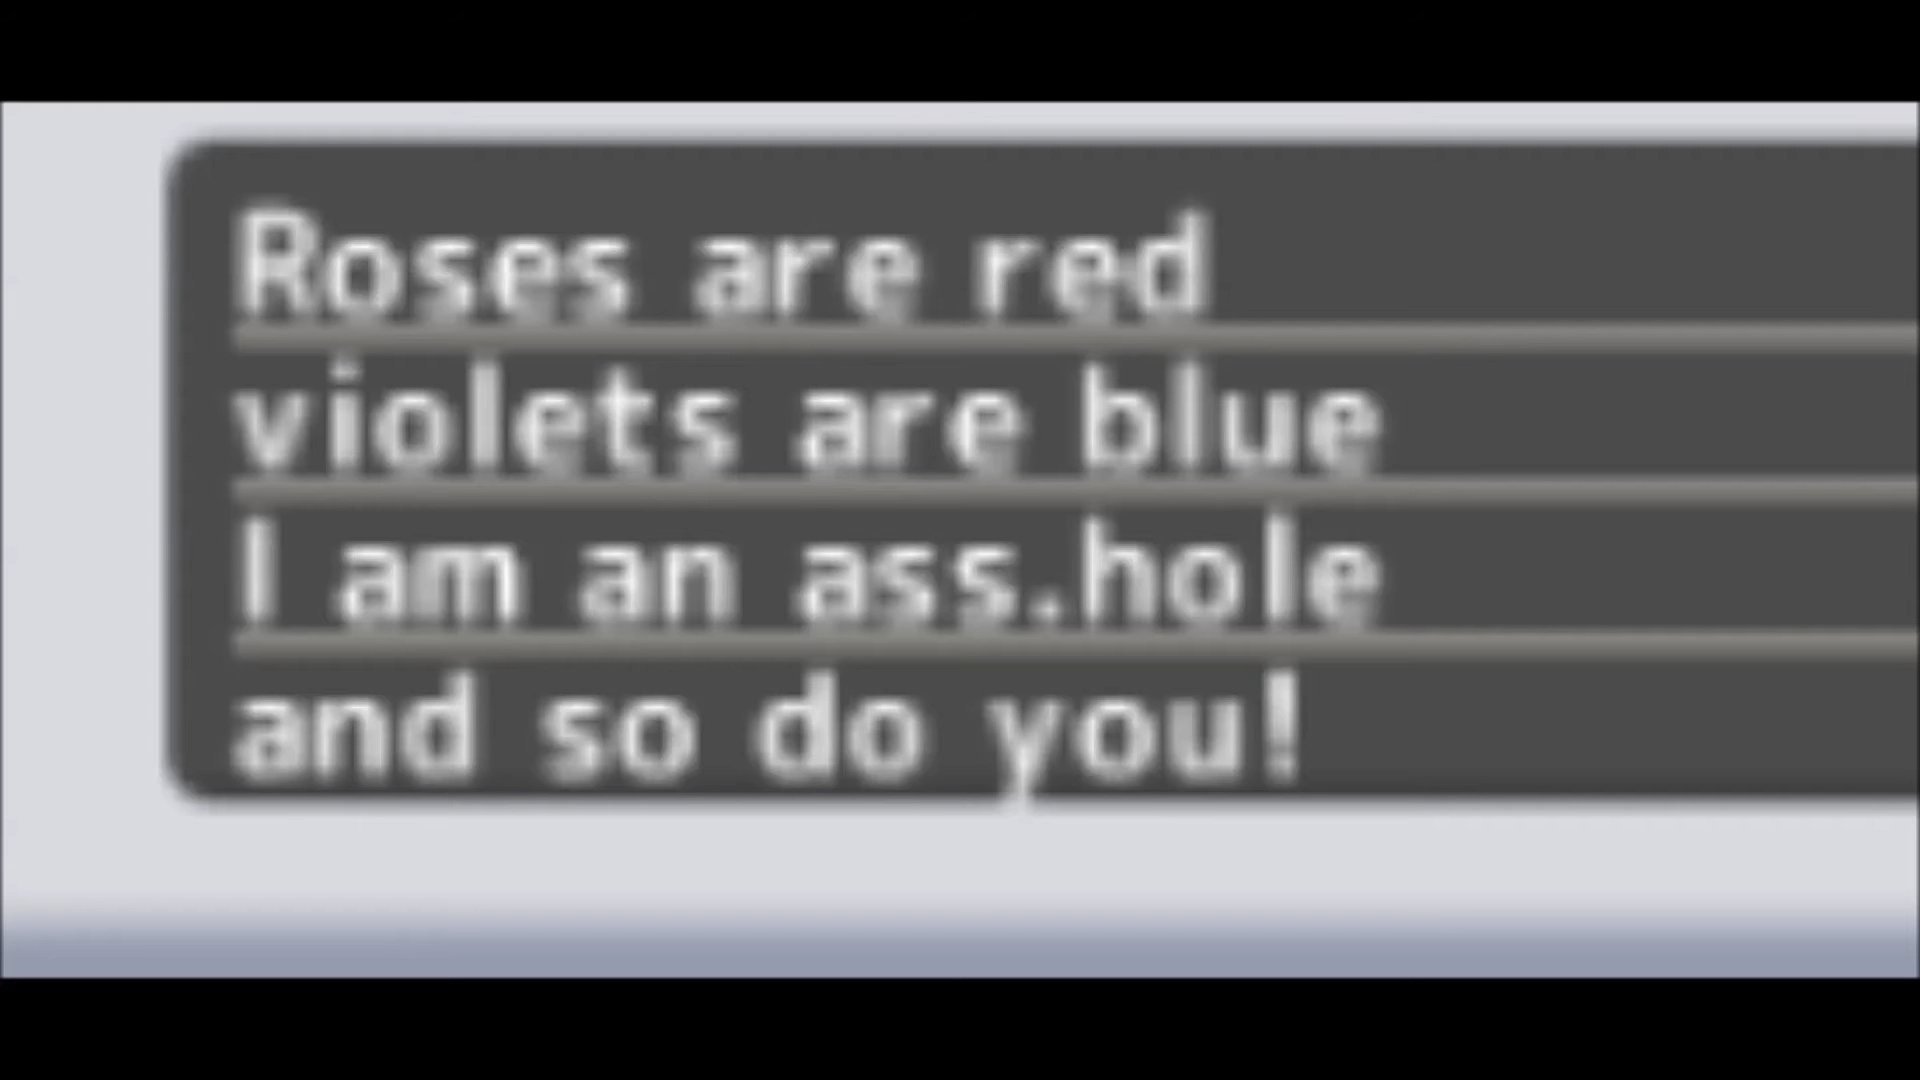 Roses are red
violets are blue
I am an ass.hole
and so do you!